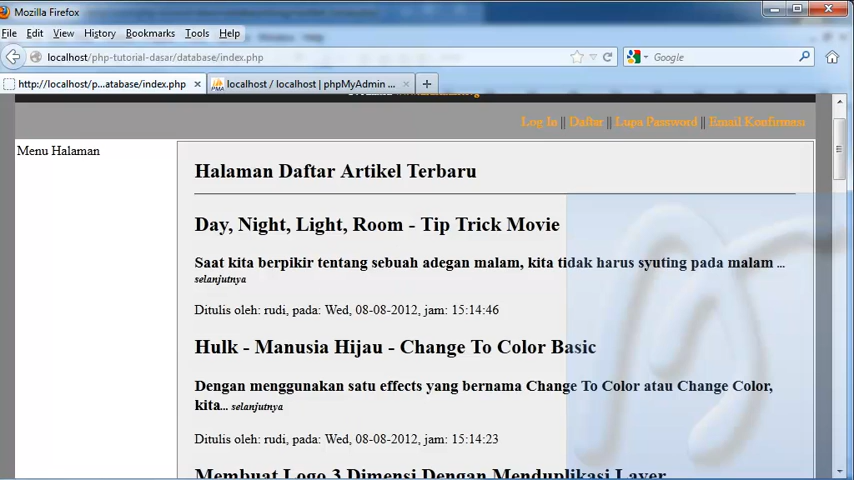 Mozilla Firefox
File Edit View History Bookmarks Tools Help
localhost/php-tutorial-dasar/database/index.php
Google
http://localhost/p...atabase/index.php
localhost / localhost | phpMyAdmin ...
Log In || Daftar || Lupa Password || Email Konfirmasi
Menu Halaman
Halaman Daftar Artikel Terbaru
Day, Night, Light, Room - Tip Trick Movie
Saat kita berpikir tentang sebuah adegan malam, kita tidak harus syuting pada malam ...
selanjutnya
Ditulis oleh: rudi, pada: Wed, 08-08-2012, jam: 15:14:46
Hulk - Manusia Hijau - Change To Color Basic
Dengan menggunakan satu effects yang bernama Change To Color atau Change Color,
kita... selanjutnya
Ditulis oleh: rudi, pada: Wed, 08-08-2012, jam: 15:14:23
Membuat Logo 3 Dimensi Dengan Menduplikasi Layer